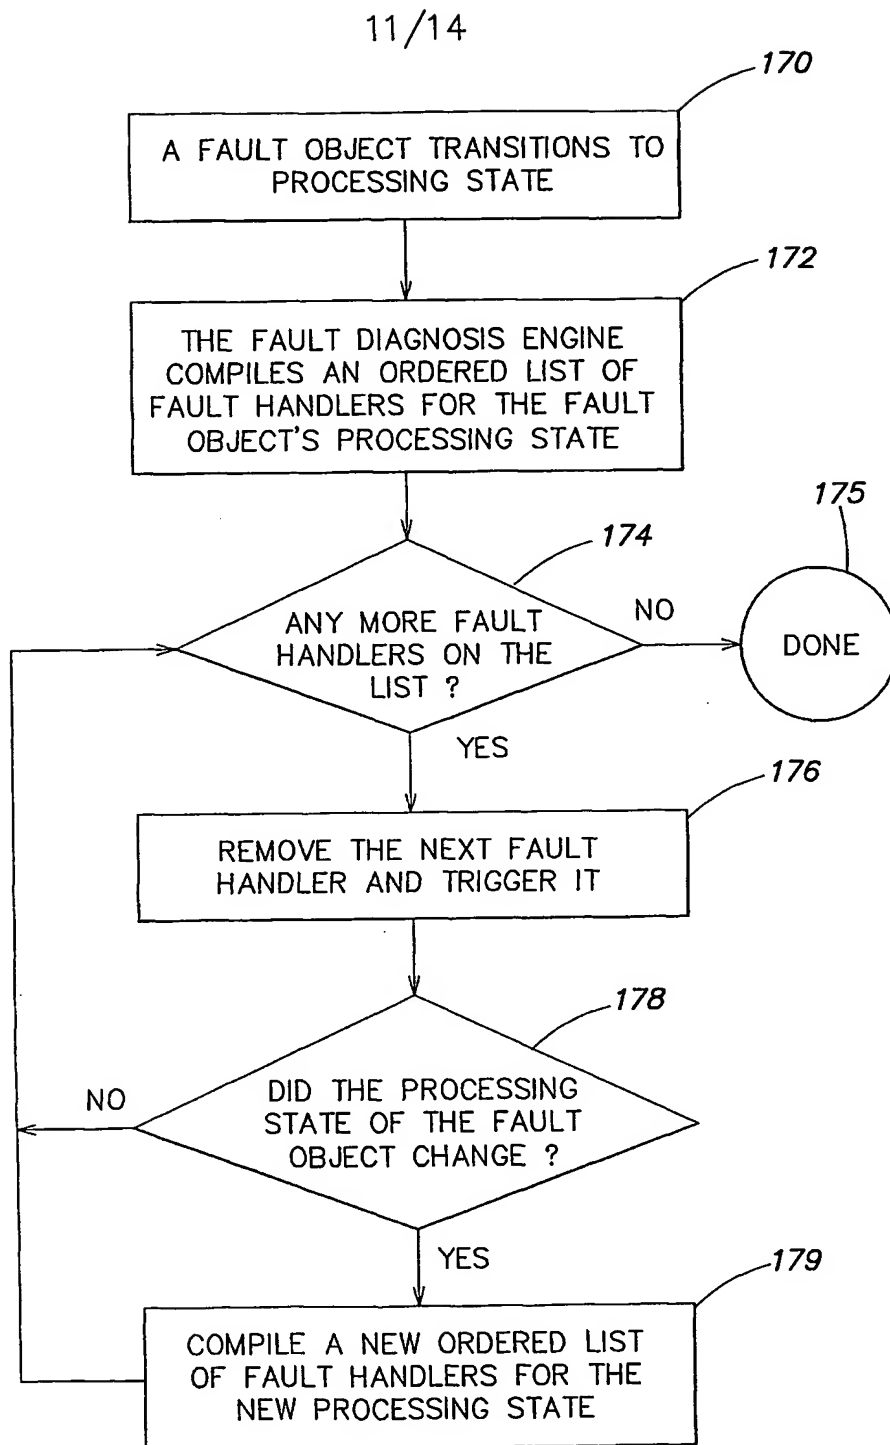 11/14
170
A FAULT OBJECT TRANSITIONS TO
PROCESSING STATE
172
THE FAULT DIAGNOSIS ENGINE
COMPILES AN ORDERED LIST OF
FAULT HANDLERS FOR THE FAULT
OBJECT'S PROCESSING STATE
174
175
ANY MORE FAULT
HANDLERS ON THE
LIST ?
NO
DONE
YES
176
REMOVE THE NEXT FAULT
HANDLER AND TRIGGER IT
178
DID THE PROCESSING
STATE OF THE FAULT
OBJECT CHANGE ?
NO
YES
179
COMPILE A NEW ORDERED LIST
OF FAULT HANDLERS FOR THE
NEW PROCESSING STATE